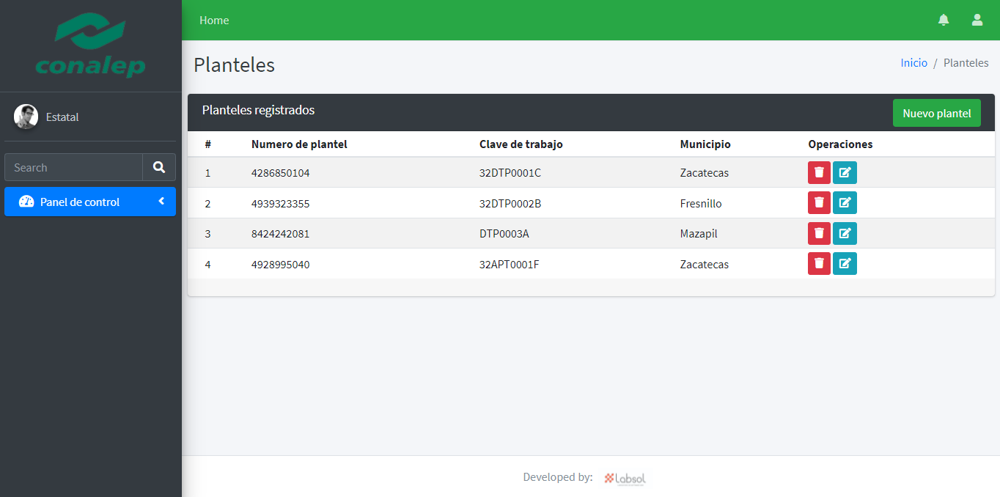 conalep
Home
Planteles
Inicio / Planteles
Estatal
Search
Panel de control
Planteles registrados
Nuevo plantel
# Numero de plantel Clave de trabajo Municipio Operaciones
1 4286850104 32DTP0001C Zacatecas
2 4939323355 32DTP0002B Fresnillo
3 8424242081 DTP0003A Mazapil
4 4928995040 32APT0001F Zacatecas
Developed by: Labsol